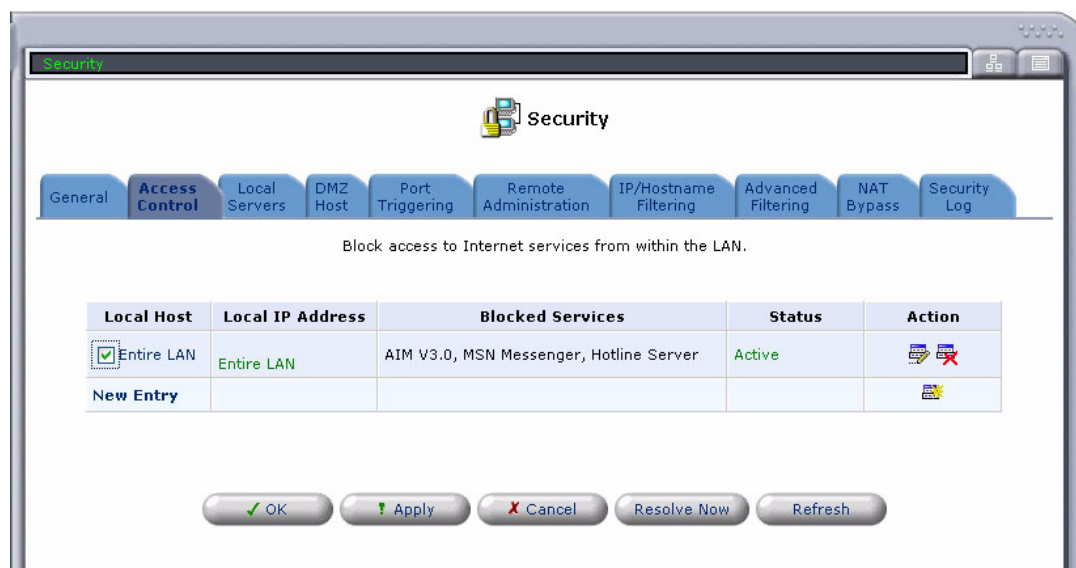 Security
Security
General
Access Control
Local Servers
DMZ Host
Port Triggering
Remote Administration
IP/Hostname Filtering
Advanced Filtering
NAT Bypass
Security Log
Block access to Internet services from within the LAN.
Local Host Local IP Address Blocked Services Status Action
Entire LAN Entire LAN AIM V3.0, MSN Messenger, Hotline Server Active
New Entry
OK Apply Cancel Resolve Now Refresh